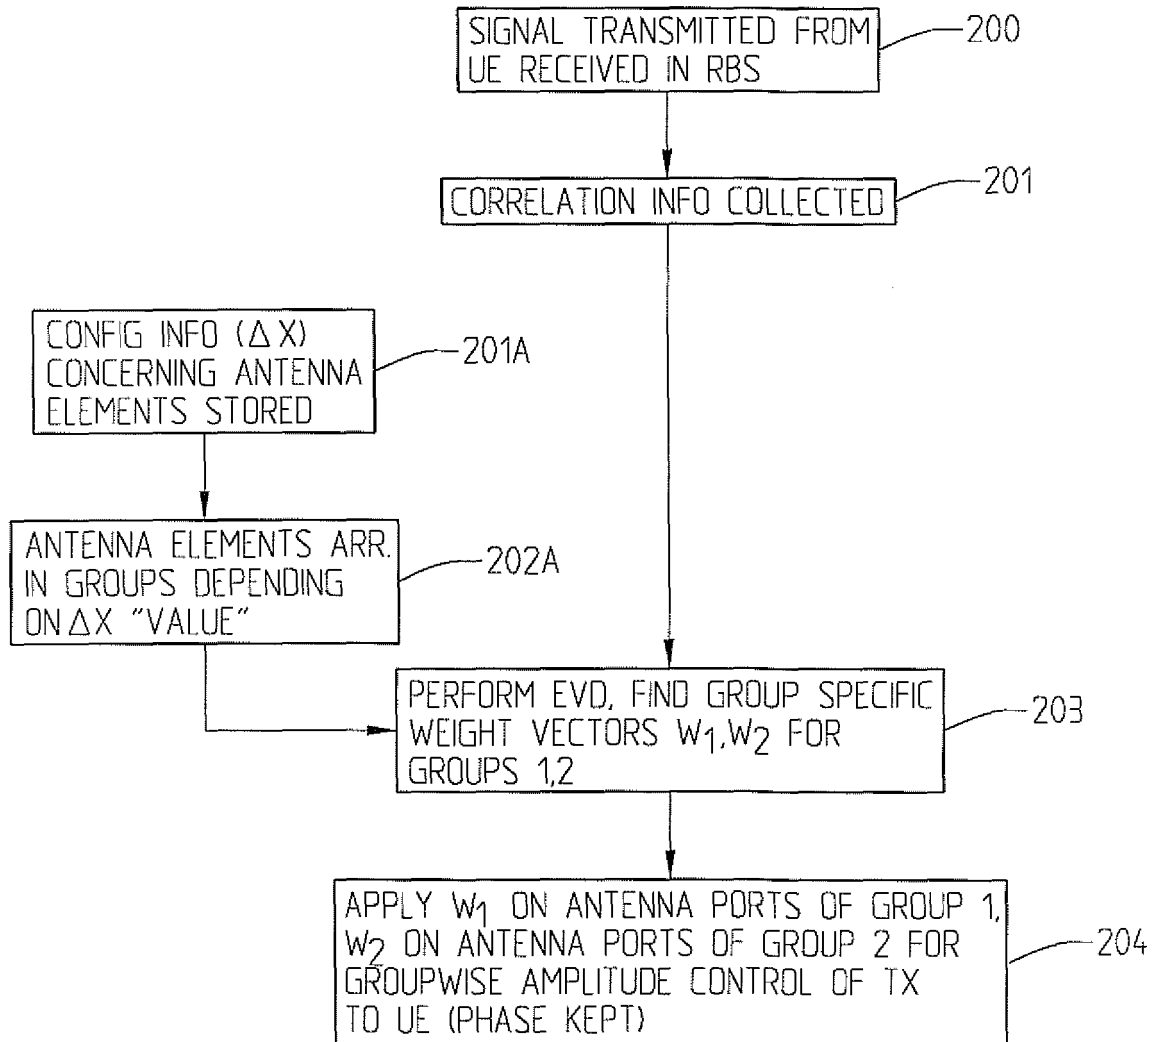 SIGNAL TRANSMITTED FROM
UE RECEIVED IN RBS
200
CORRELATION INFO COLLECTED
201
CONFIG INFO (Δ X)
CONCERNING ANTENNA
ELEMENTS STORED
201A
ANTENNA ELEMENTS ARR.
IN GROUPS DEPENDING
ON Δ X "VALUE"
202A
PERFORM EVD, FIND GROUP SPECIFIC
WEIGHT VECTORS W1,W2 FOR
GROUPS 1,2
203
APPLY W1 ON ANTENNA PORTS OF GROUP 1,
W2 ON ANTENNA PORTS OF GROUP 2 FOR
GROUPWISE AMPLITUDE CONTROL OF TX
TO UE (PHASE KEPT)
204